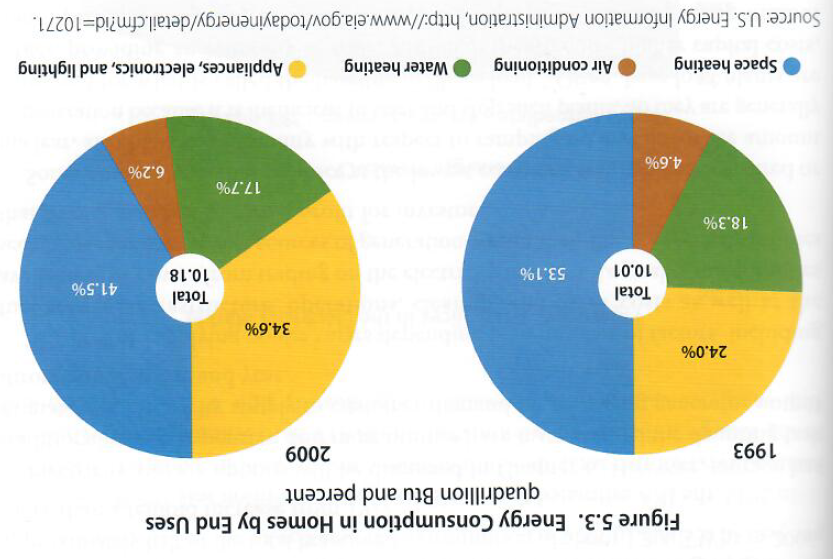 Figure 5.3. Energy Consumption in Homes by End Uses
quadrillion Btu and percent
1993
24.0%
18.3%
4.6%
53.1%
Total
10.01
2009
34.6%
17.7%
6.2%
41.5%
Total
10.18
Space heating
Air conditioning
Water heating
Appliances, electronics, and lighting
Source: U.S. Energy Information Administration, http://www.eia.gov/todayinenergy/detail.cfm?id=10271.